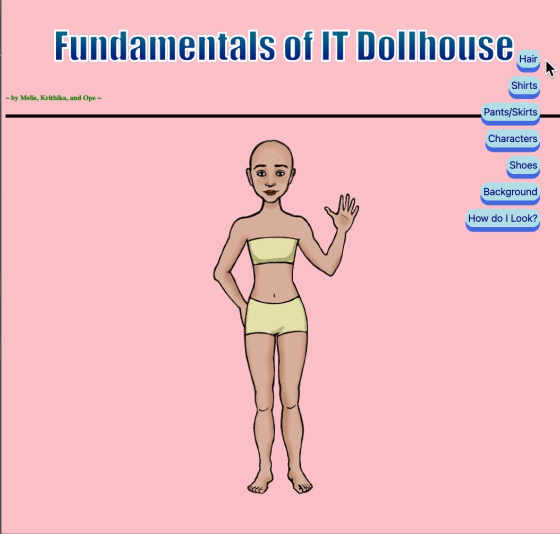 Fundamentals of IT Dollhouse
Hair
Shirts
~ by Melis, Krithika, and Ope ~
Pants/Skirts
Characters
Shoes
Background
How do I Look?